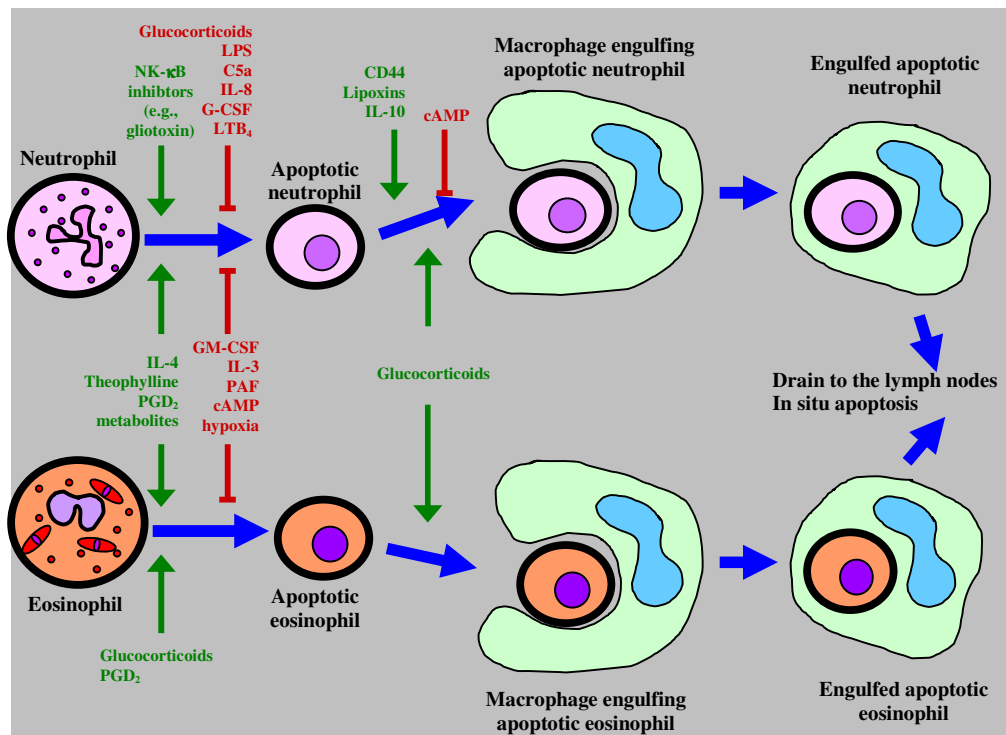 Glucocorticoids
LPS
C5a
IL-8
G-CSF
LTB₄
NK-κB
inhibtors
(e.g.,
gliotoxin)
CD44
Lipoxins
IL-10
cAMP
Macrophage engulfing
apoptotic neutrophil
Engulfed apoptotic
neutrophil
Neutrophil
Apoptotic
neutrophil
IL-4
Theophylline
PGD₂
metabolites
GM-CSF
IL-3
PAF
cAMP
hypoxia
Glucocorticoids
Drain to the lymph nodes
In situ apoptosis
Eosinophil
Apoptotic
eosinophil
Glucocorticoids
PGD₂
Macrophage engulfing
apoptotic eosinophil
Engulfed apoptotic
eosinophil